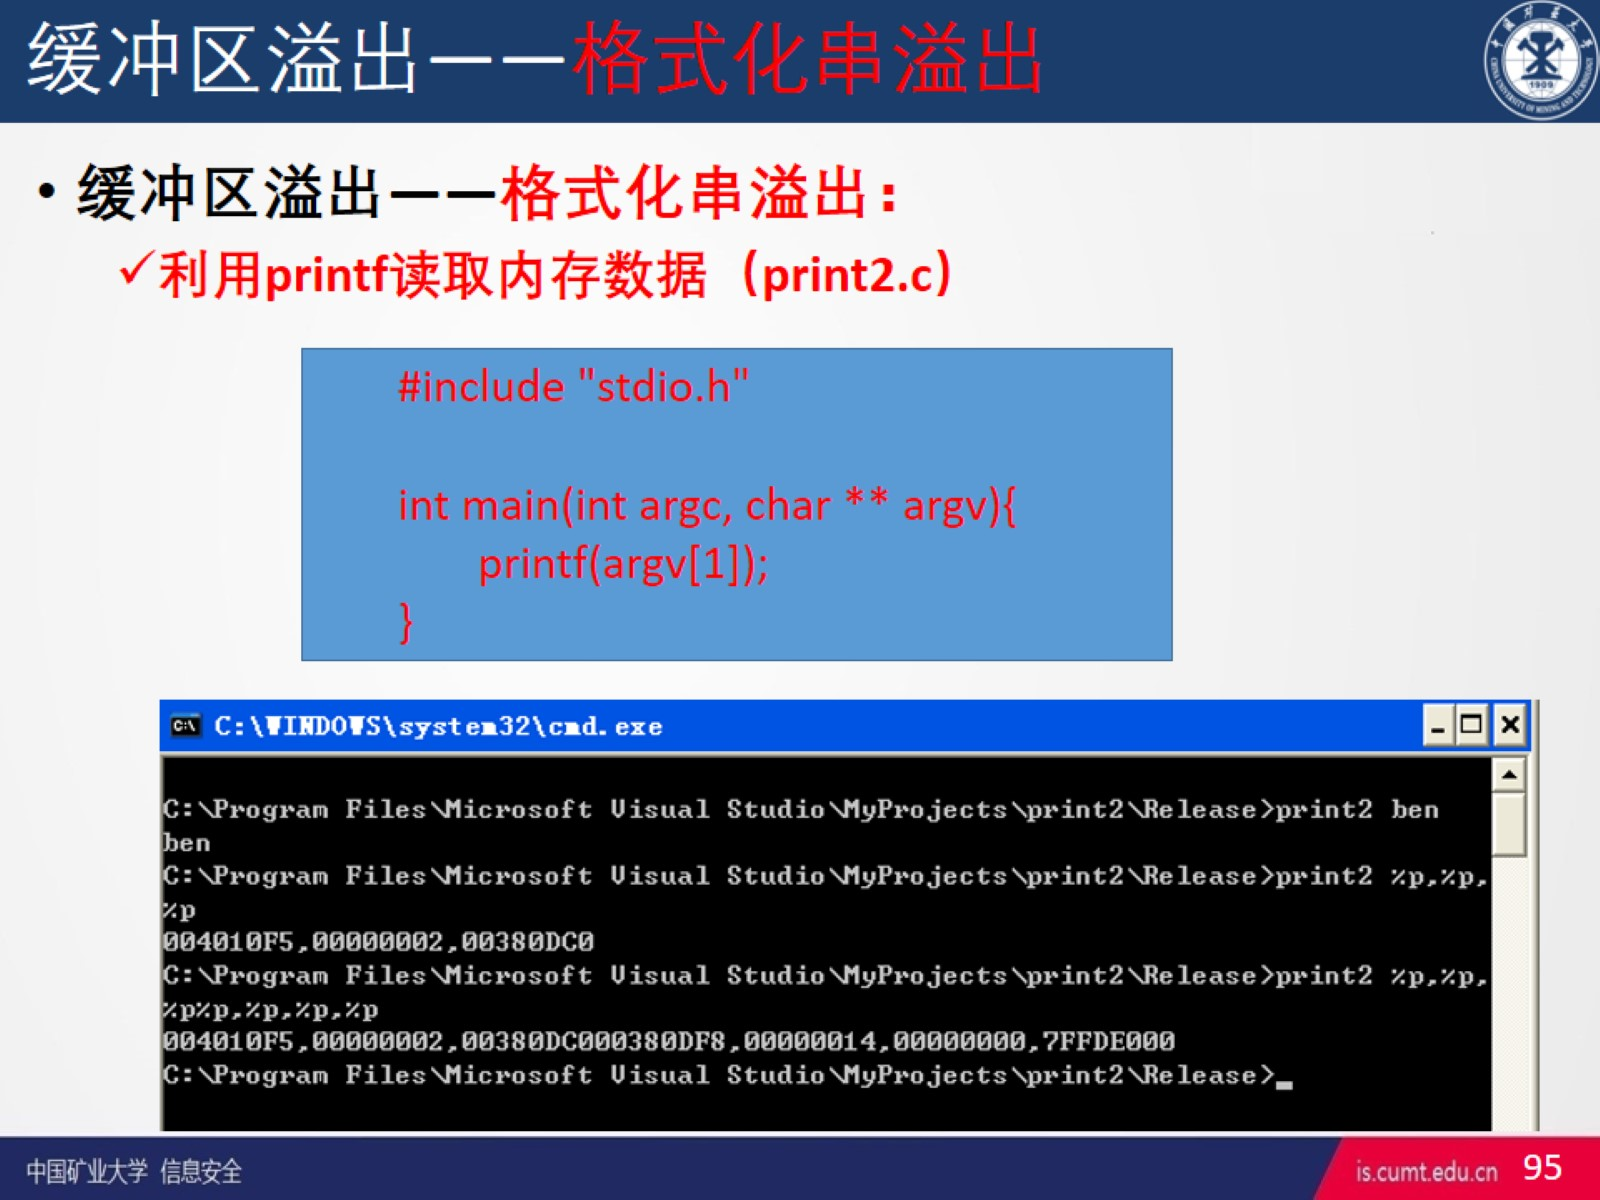 缓冲区溢出——格式化串溢出
• 缓冲区溢出——格式化串溢出：
✓利用printf读取内存数据（print2.c）
#include "stdio.h"
int main(int argc, char ** argv){
printf(argv[1]);
}
C:\WINDOWS\system32\cmd.exe
C:\Program Files\Microsoft Visual Studio\MyProjects\print2\Release>print2 ben
ben
C:\Program Files\Microsoft Visual Studio\MyProjects\print2\Release>print2 %p,%p,
%p
004010F5,00000002,00380DC0
C:\Program Files\Microsoft Visual Studio\MyProjects\print2\Release>print2 %p,%p,
%p%p,%p,%p,%p
004010F5,00000002,00380DC000380DF8,00000014,00000000,7FFDE000
C:\Program Files\Microsoft Visual Studio\MyProjects\print2\Release>_
中国矿业大学 信息安全
is.cumt.edu.cn 95
1909